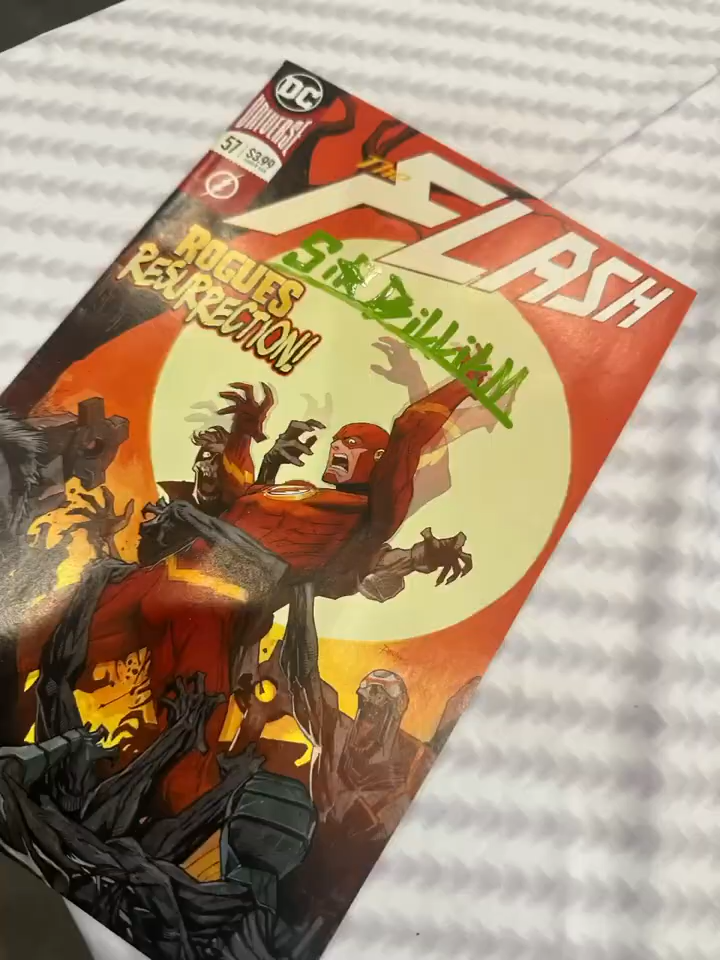 DC
UNIVERSE
57 $3.99
The
FLASH
ROGUES
RESURRECTION!